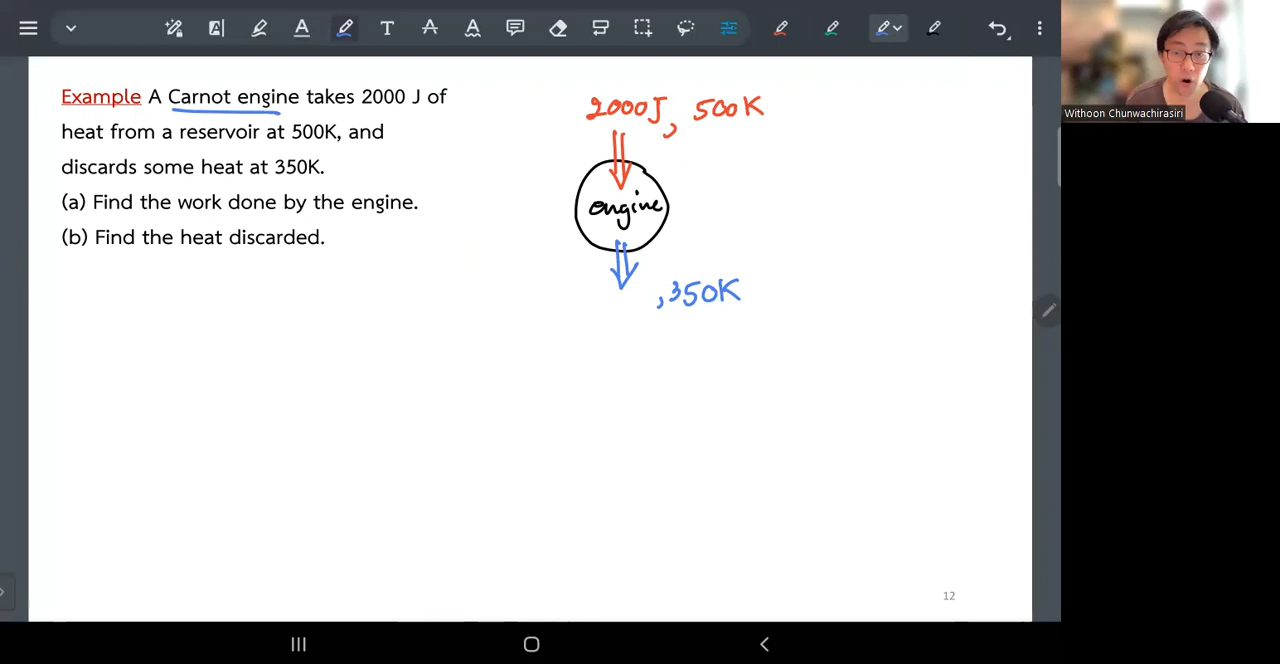 Example A Carnot engine takes 2000 J of
heat from a reservoir at 500K, and
discards some heat at 350K.
(a) Find the work done by the engine.
(b) Find the heat discarded.
2000J, 500K
engine
,350K
12
Withoon Chunwachirasiri